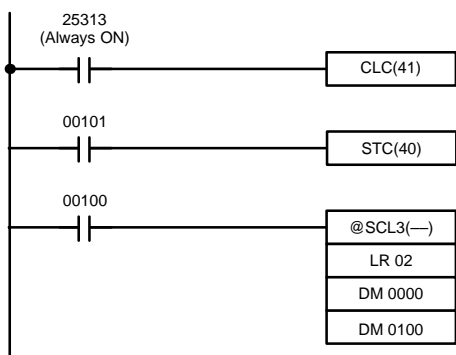 25313
(Always ON)
CLC(41)
00101
STC(40)
00100
@SCL3(––)
LR 02
DM 0000
DM 0100